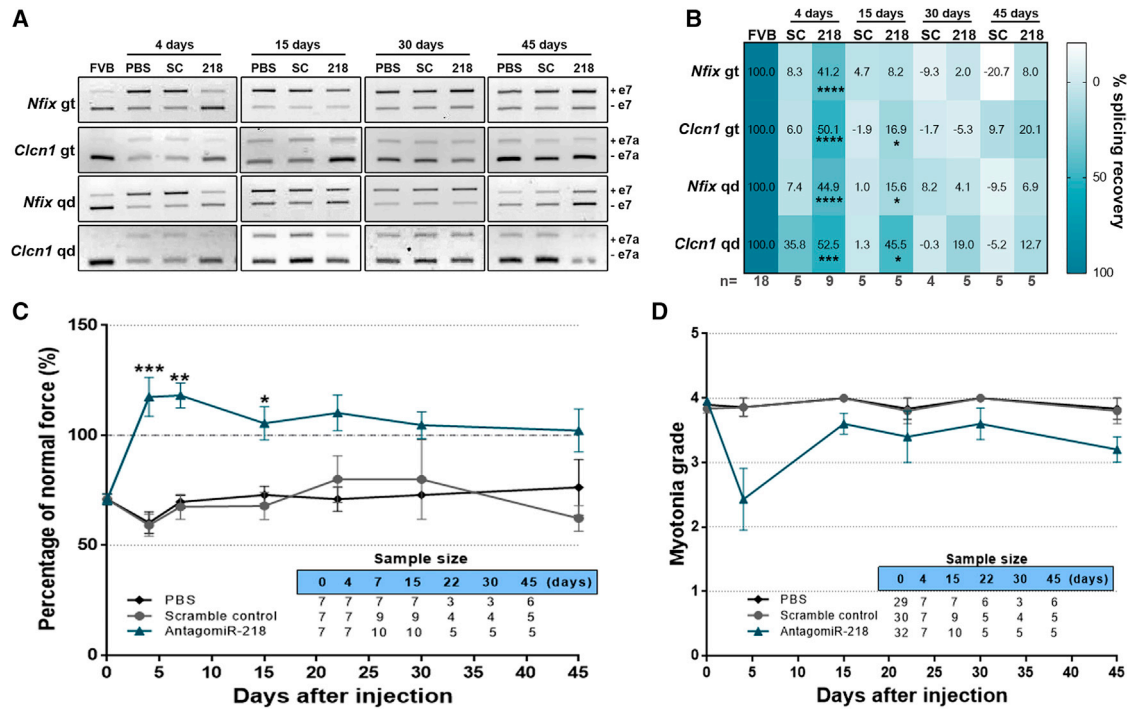 A
4 days 15 days 30 days 45 days
FVB PBS SC 218 PBS SC 218 PBS SC 218 PBS SC 218
Nfix gt + e7
- e7
Clcn1 gt + e7a
- e7a
Nfix qd + e7
- e7
Clcn1 qd + e7a
- e7a
B
4 days 15 days 30 days 45 days
FVB SC 218 SC 218 SC 218 SC 218
Nfix gt 100.0 8.3 41.2 4.7 8.2 -9.3 2.0 -20.7 8.0
****
Clcn1 gt 100.0 6.0 50.1 -1.9 16.9 -1.7 -5.3 9.7 20.1
**** *
Nfix qd 100.0 7.4 44.9 1.0 15.6 8.2 4.1 -9.5 6.9
**** *
Clcn1 qd 100.0 35.8 52.5 1.3 45.5 -0.3 19.0 -5.2 12.7
*** *
n= 18 5 9 5 5 4 5 5
0
100
% splicing recovery
C
Percentage of normal force (%)
150
100
50
0
*** ** *
Sample size
0 4 7 15 22 30 45 (days)
PBS 7 7 7 7 3 3 6
Scramble control 7 7 9 9 4 4 5
AntagomiR-218 7 7 10 10 5 5 5
0 5 10 15 20 25 30 35 40 45
Days after injection
D
Myotonia grade
5
4
3
2
1
0
Sample size
0 4 15 22 30 45 (days)
PBS 29 7 7 6 3 6
Scramble control 30 7 9 5 4 5
AntagomiR-218 32 7 10 5 5 5
0 5 10 15 20 25 30 35 40 45
Days after injection